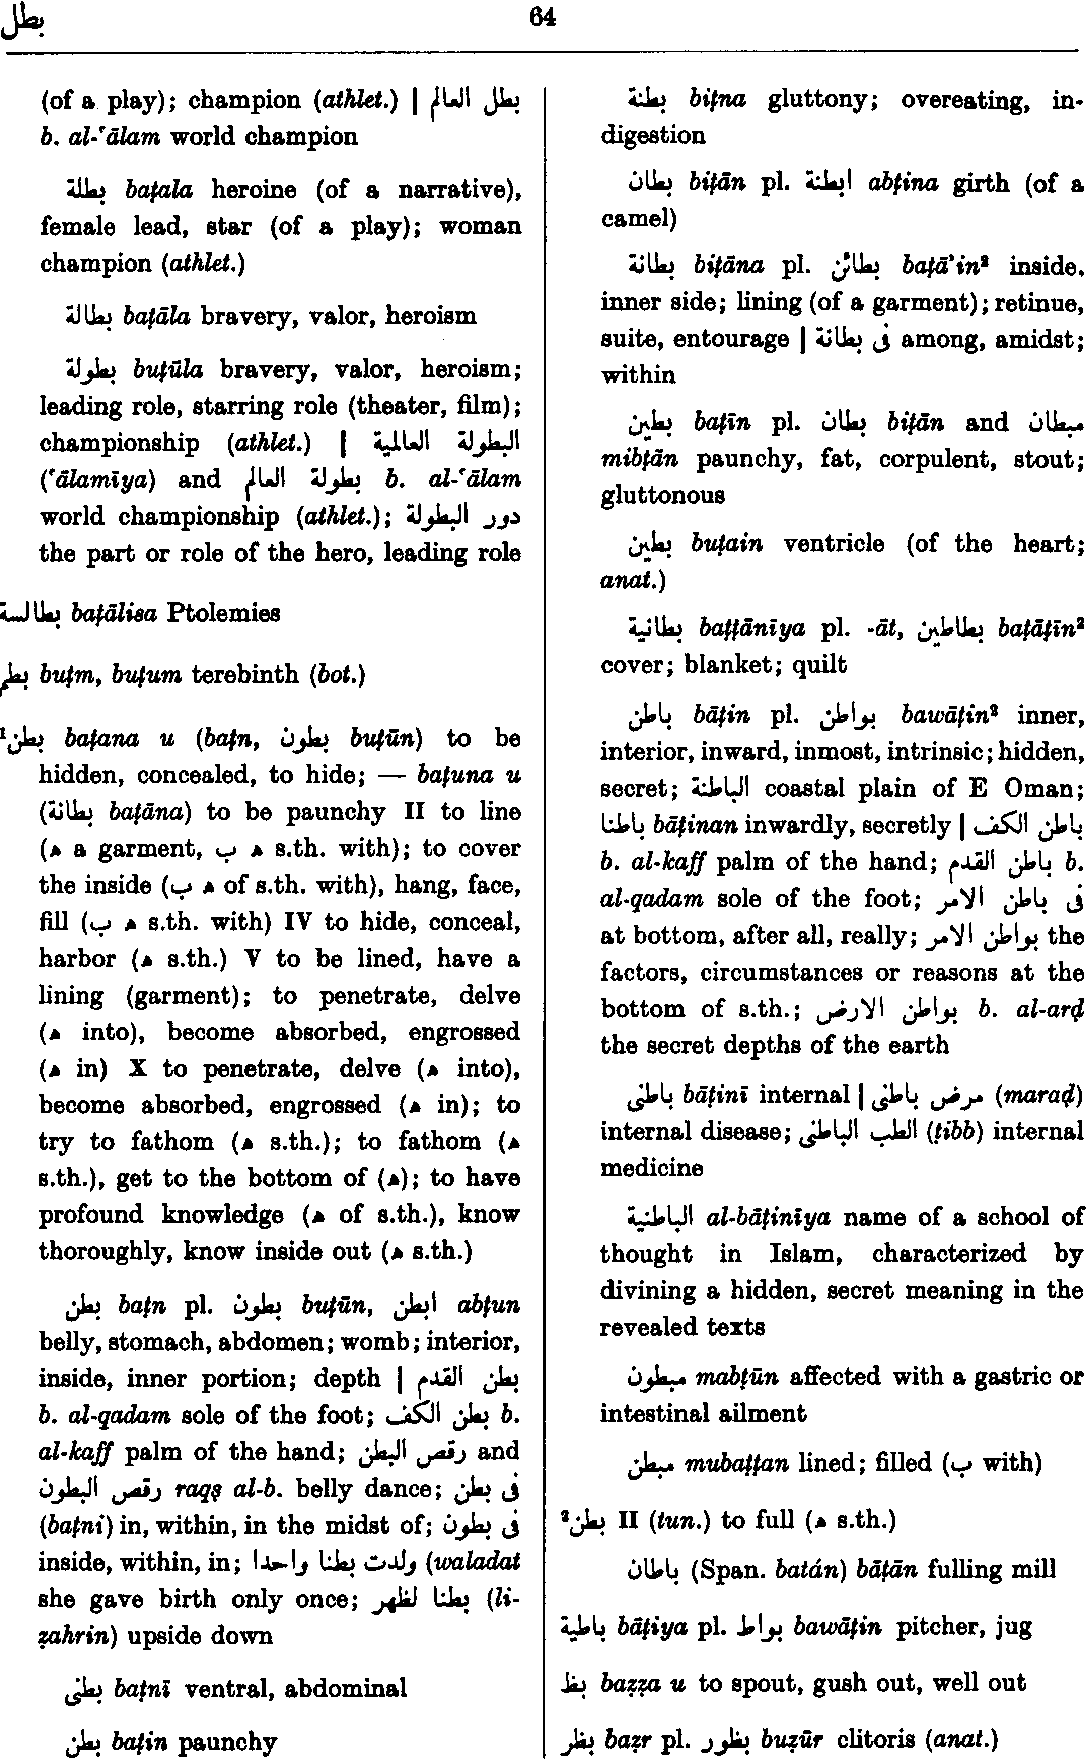 بطل
64
(of a play); champion (athlet.) | بطل العالم
b. al-ʿālam world champion
بطلة baṭala heroine (of a narrative),
female lead, star (of a play); woman
champion (athlet.)
بطالة baṭāla bravery, valor, heroism
بطولة buṭūla bravery, valor, heroism;
leading role, starring role (theater, film);
championship (athlet.) | البطولة العالمية
(ʿālamīya) and بطولة العالم b. al-ʿālam
world championship (athlet.); دور البطولة
the part or role of the hero, leading role
بطالسة baṭālisa Ptolemies
بطم buṭm, buṭum terebinth (bot.)
¹بطن baṭana u (baṭn, بطون buṭūn) to be
hidden, concealed, to hide; — baṭuna u
(بطانة baṭāna) to be paunchy II to line
(ه a garment, ه ب s.th. with); to cover
the inside (ه ب of s.th. with), hang, face,
fill (ه ب s.th. with) IV to hide, conceal,
harbor (ه s.th.) V to be lined, have a
lining (garment); to penetrate, delve
(ه into), become absorbed, engrossed
(ه in) X to penetrate, delve (ه into),
become absorbed, engrossed (ه in); to
try to fathom (ه s.th.); to fathom (ه
s.th.), get to the bottom of (ه); to have
profound knowledge (ه of s.th.), know
thoroughly, know inside out (ه s.th.)
بطن baṭn pl. بطون buṭūn, ابطن abṭun
belly, stomach, abdomen; womb; interior,
inside, inner portion; depth | بطن القدم
b. al-qadam sole of the foot; بطن الكف b.
al-kaff palm of the hand; رقص البطن and
رقص البطون raqṣ al-b. belly dance; فى بطن
(baṭni) in, within, in the midst of; فى بطون
inside, within, in; ولدت بطنا واحدا (waladat
she gave birth only once; بطنا لظهر (li-
ẓahrin) upside down
بطنى baṭnī ventral, abdominal
بطن baṭin paunchy
بطنة biṭna gluttony; overeating, in-
digestion
بطان biṭān pl. ابطنة abṭina girth (of a
camel)
بطانة biṭāna pl. بطائن baṭāʾin² inside,
inner side; lining (of a garment); retinue,
suite, entourage | فى بطانة among, amidst;
within
بطين baṭīn pl. بطان biṭān and مبطان
mibṭān paunchy, fat, corpulent, stout;
gluttonous
بطين buṭain ventricle (of the heart;
anat.)
بطانية baṭṭānīya pl. -āt, بطاطين baṭāṭīn²
cover; blanket; quilt
باطن bāṭin pl. بواطن bawāṭin² inner,
interior, inward, inmost, intrinsic; hidden,
secret; الباطنة coastal plain of E Oman;
باطنا bāṭinan inwardly, secretly | باطن الكف
b. al-kaff palm of the hand; باطن القدم b.
al-qadam sole of the foot; فى باطن الامر
at bottom, after all, really; بواطن الامر the
factors, circumstances or reasons at the
bottom of s.th.; بواطن الارض b. al-arḍ
the secret depths of the earth
باطنى bāṭinī internal | مرض باطنى (maraḍ)
internal disease; الطب الباطنى (ṭibb) internal
medicine
الباطنية al-bāṭinīya name of a school of
thought in Islam, characterized by
divining a hidden, secret meaning in the
revealed texts
مبطون mabṭūn affected with a gastric or
intestinal ailment
مبطن mubaṭṭan lined; filled (ب with)
²بطن II (tun.) to full (ه s.th.)
باطان (Span. batán) bāṭān fulling mill
باطية bāṭiya pl. بواط bawāṭin pitcher, jug
بظ baẓẓa u to spout, gush out, well out
بظر baẓr pl. بظور buẓūr clitoris (anat.)